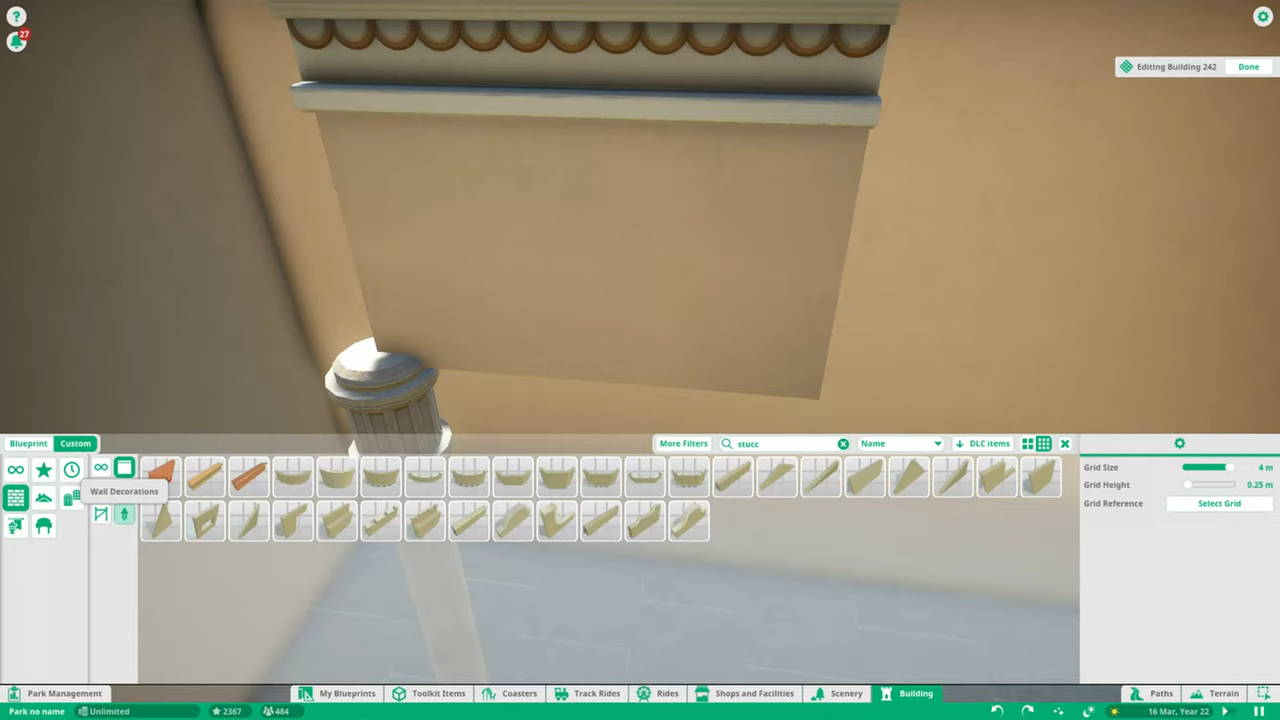 ?
27
Editing Building 242 Done
Blueprint Custom
More Filters stucc Name DLC items
Wall Decorations
Grid Size 4 m
Grid Height 0.25 m
Grid Reference Select Grid
Park Management My Blueprints Toolkit Items Coasters Track Rides Rides Shops and Facilities Scenery Building Paths Terrain
Park no name Unlimited 2367 484 16 Mar, Year 22